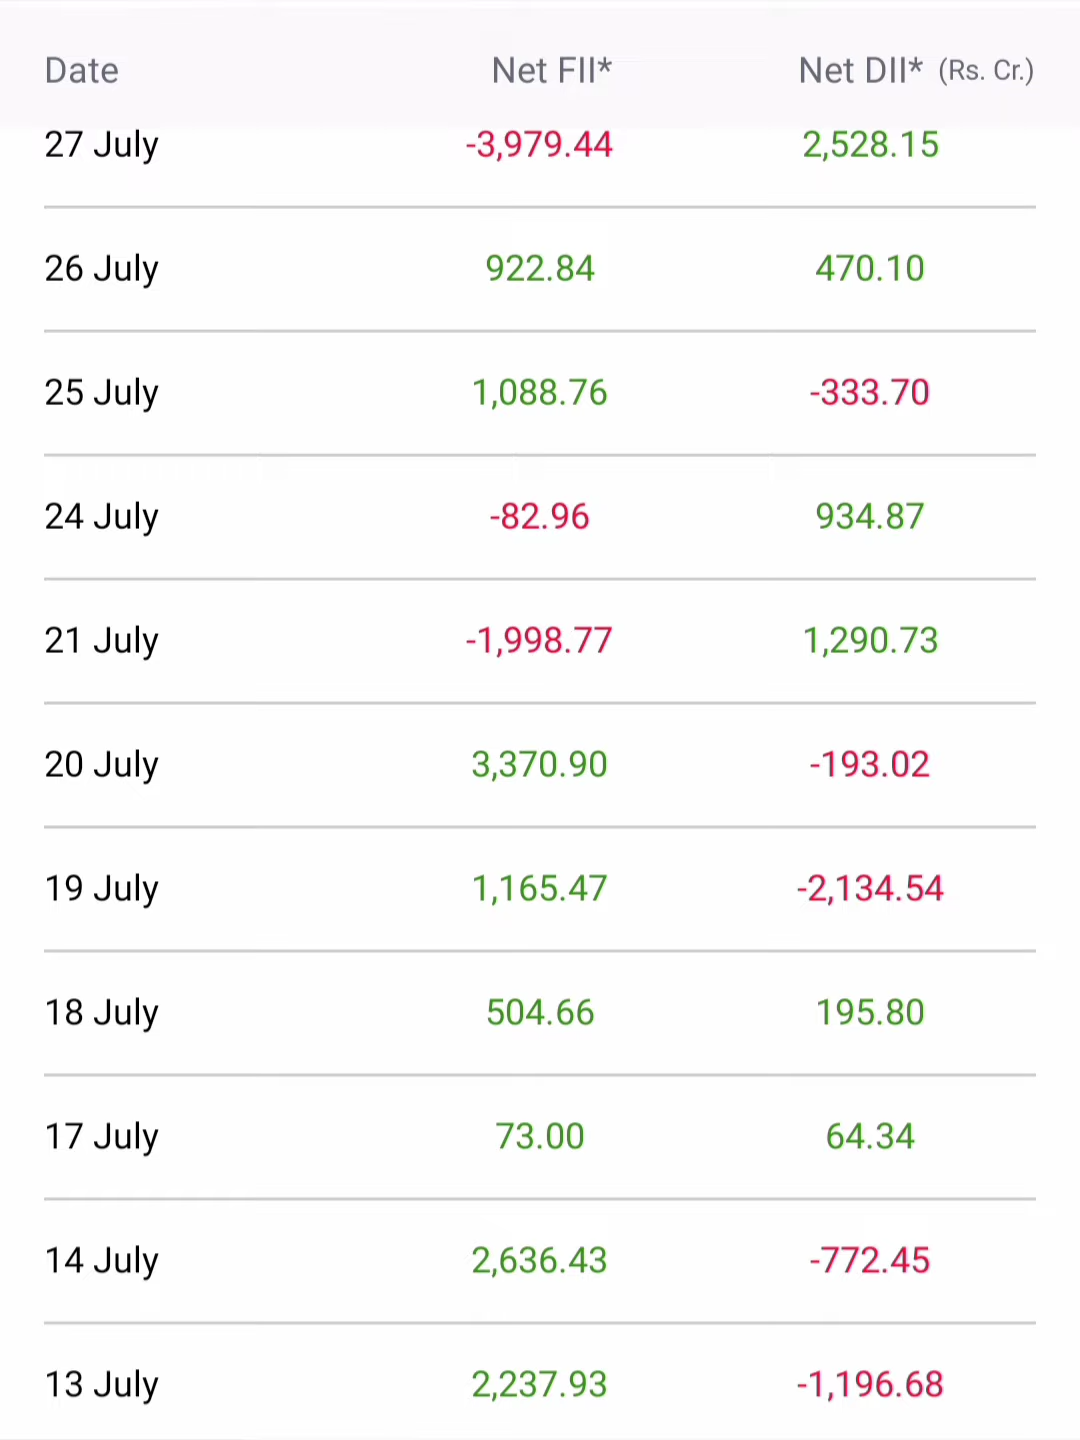 Date Net FII* Net DII* (Rs. Cr.)
27 July -3,979.44 2,528.15
26 July 922.84 470.10
25 July 1,088.76 -333.70
24 July -82.96 934.87
21 July -1,998.77 1,290.73
20 July 3,370.90 -193.02
19 July 1,165.47 -2,134.54
18 July 504.66 195.80
17 July 73.00 64.34
14 July 2,636.43 -772.45
13 July 2,237.93 -1,196.68